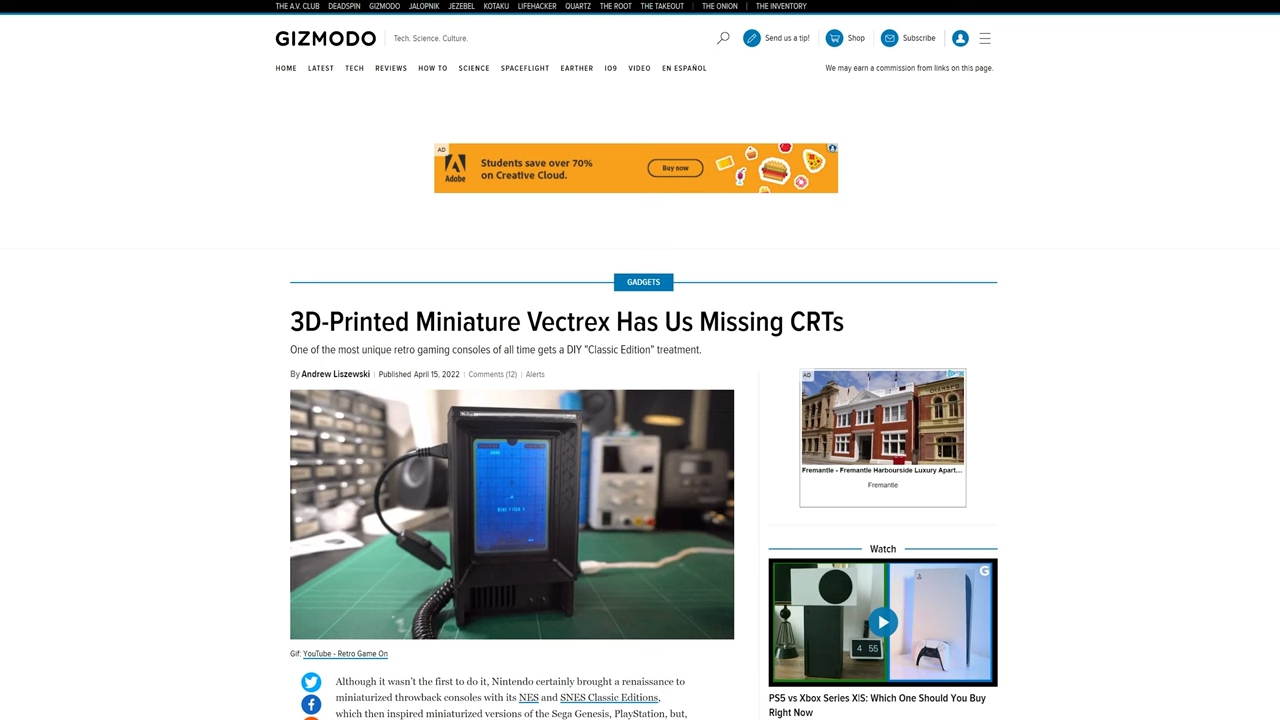 THE A.V. CLUB DEADSPIN GIZMODO JALOPNIK JEZEBEL KOTAKU LIFEHACKER QUARTZ THE ROOT THE TAKEOUT THE ONION THE INVENTORY
GIZMODO Tech. Science. Culture. Send us a tip! Shop Subscribe
HOME LATEST TECH REVIEWS HOW TO SCIENCE SPACEFLIGHT EARTHER IO9 VIDEO EN ESPAÑOL We may earn a commission from links on this page.
AD
Adobe
Students save over 70%
on Creative Cloud.
Buy now
GADGETS
3D-Printed Miniature Vectrex Has Us Missing CRTs
One of the most unique retro gaming consoles of all time gets a DIY "Classic Edition" treatment.
By Andrew Liszewski Published April 15, 2022 Comments (12) Alerts
Gif: YouTube - Retro Game On
Although it wasn't the first to do it, Nintendo certainly brought a renaissance to
miniaturized throwback consoles with its NES and SNES Classic Editions,
which then inspired miniaturized versions of the Sega Genesis, PlayStation, but,
AD
Fremantle - Fremantle Harbourside Luxury Apart...
Fremantle
Watch
G
4 55
PS5 vs Xbox Series X|S: Which One Should You Buy
Right Now